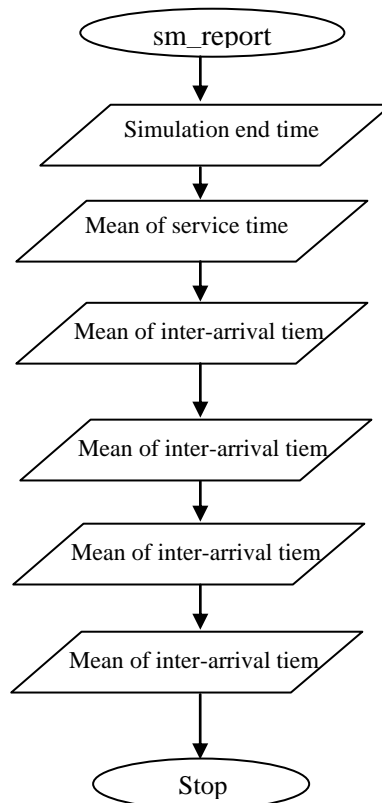 sm_report
Simulation end time
Mean of service time
Mean of inter-arrival tiem
Mean of inter-arrival tiem
Mean of inter-arrival tiem
Mean of inter-arrival tiem
Stop